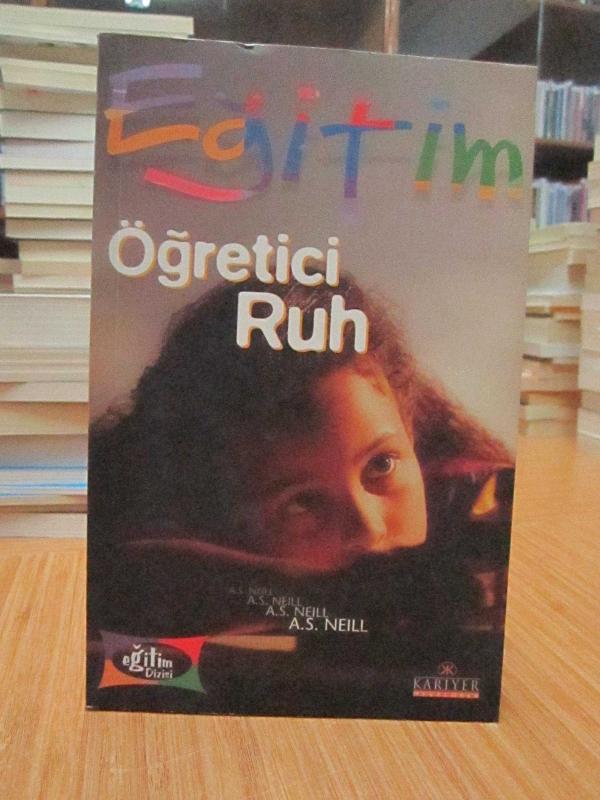 Eğitim
Öğretici
Ruh
A.S. NEILL
A.S. NEILL
A.S. NEILL
A.S. NEILL
eğitim
Dizisi
KARİYER